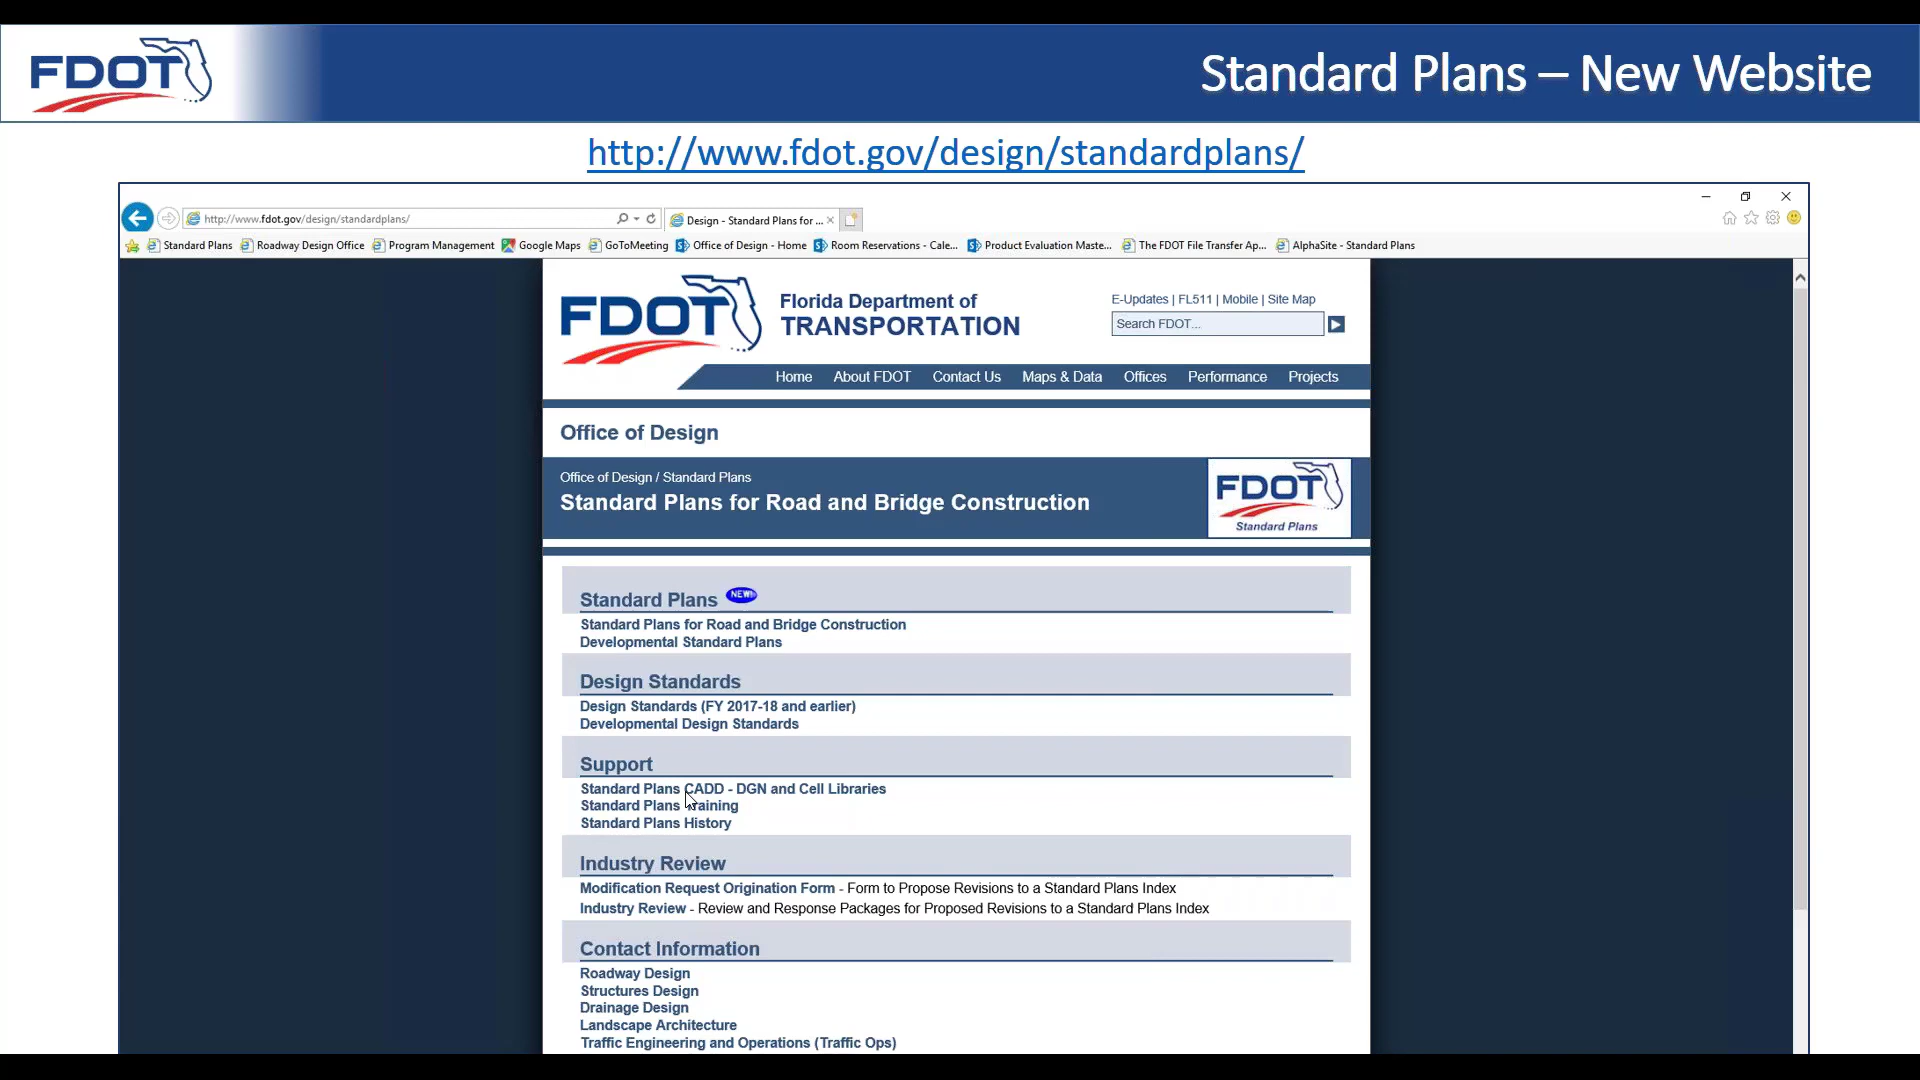 FDOT
Standard Plans – New Website
http://www.fdot.gov/design/standardplans/
http://www.fdot.gov/design/standardplans/
Design - Standard Plans for ...
Standard Plans
Roadway Design Office
Program Management
Google Maps
GoToMeeting
Office of Design - Home
Room Reservations - Cale...
Product Evaluation Maste...
The FDOT File Transfer Ap...
AlphaSite - Standard Plans
FDOT
Florida Department of
TRANSPORTATION
E-Updates | FL511 | Mobile | Site Map
Search FDOT...
Home About FDOT Contact Us Maps & Data Offices Performance Projects
Office of Design
Office of Design / Standard Plans
Standard Plans for Road and Bridge Construction
FDOT
Standard Plans
Standard Plans NEW!
Standard Plans for Road and Bridge Construction
Developmental Standard Plans
Design Standards
Design Standards (FY 2017-18 and earlier)
Developmental Design Standards
Support
Standard Plans CADD - DGN and Cell Libraries
Standard Plans Training
Standard Plans History
Industry Review
Modification Request Origination Form - Form to Propose Revisions to a Standard Plans Index
Industry Review - Review and Response Packages for Proposed Revisions to a Standard Plans Index
Contact Information
Roadway Design
Structures Design
Drainage Design
Landscape Architecture
Traffic Engineering and Operations (Traffic Ops)